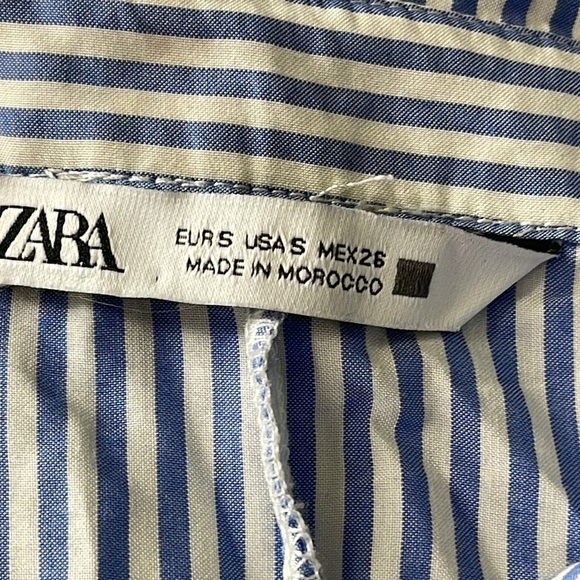 ZARA
EUR S USA S MEX 26
MADE IN MOROCCO